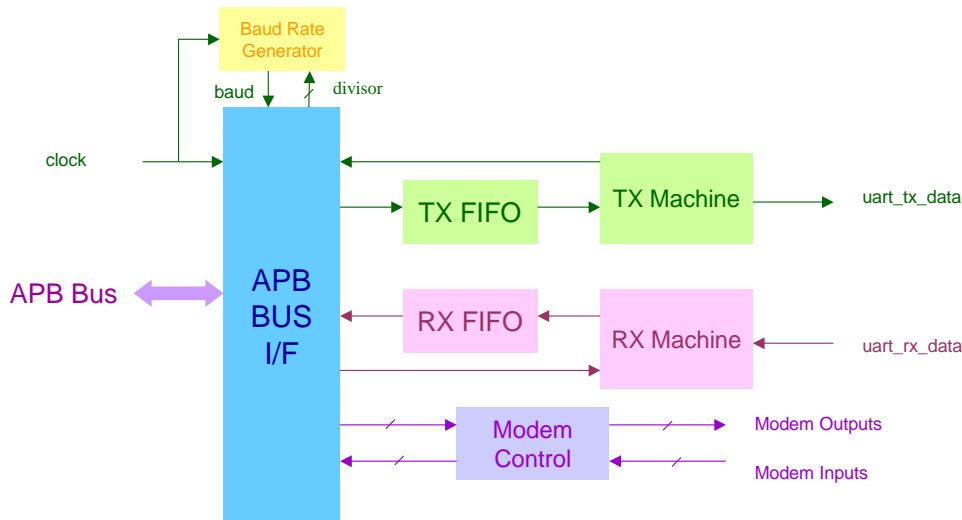 Baud Rate
Generator
baud
divisor
clock
TX FIFO
TX Machine
uart_tx_data
APB Bus
APB
BUS
I/F
RX FIFO
RX Machine
uart_rx_data
Modem
Control
Modem Outputs
Modem Inputs